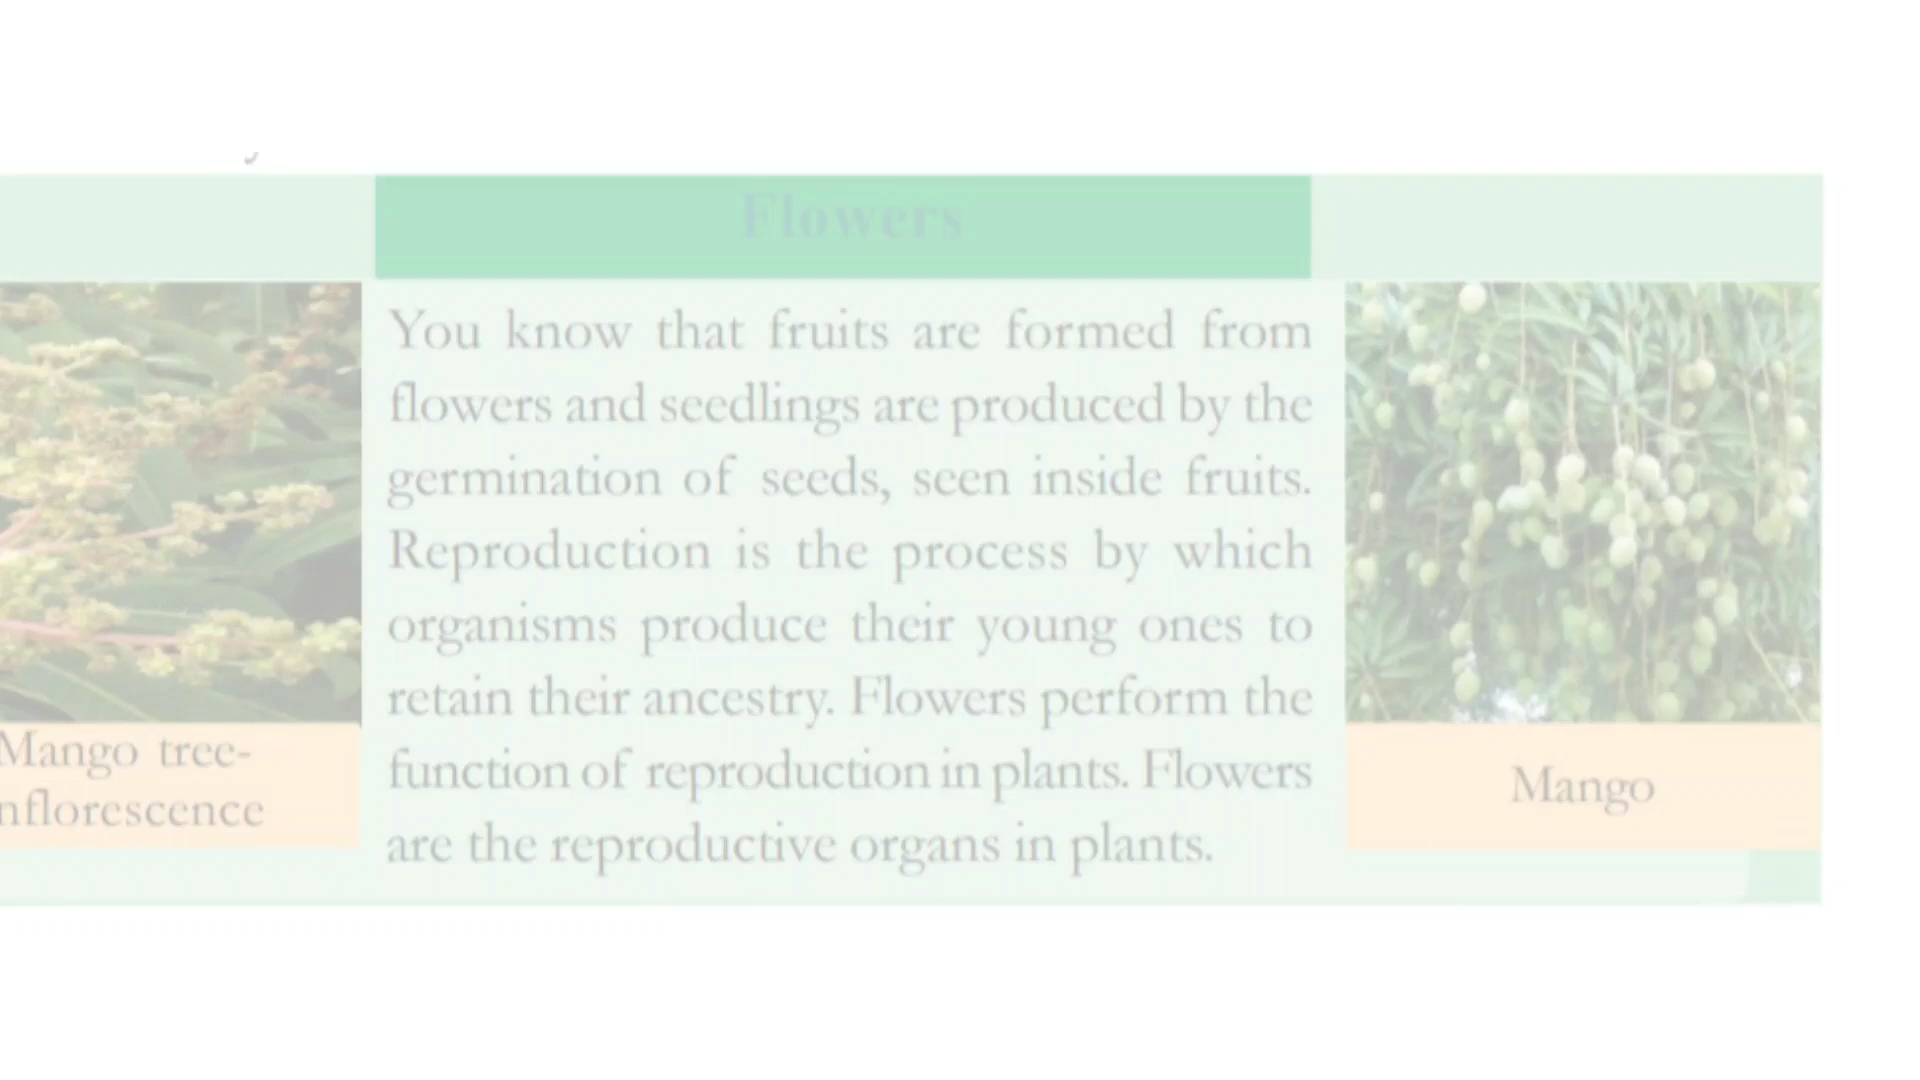 Flowers
You know that fruits are formed from
flowers and seedlings are produced by the
germination of seeds, seen inside fruits.
Reproduction is the process by which
organisms produce their young ones to
retain their ancestry. Flowers perform the
function of reproduction in plants. Flowers
are the reproductive organs in plants.
Mango tree-
nflorescence
Mango